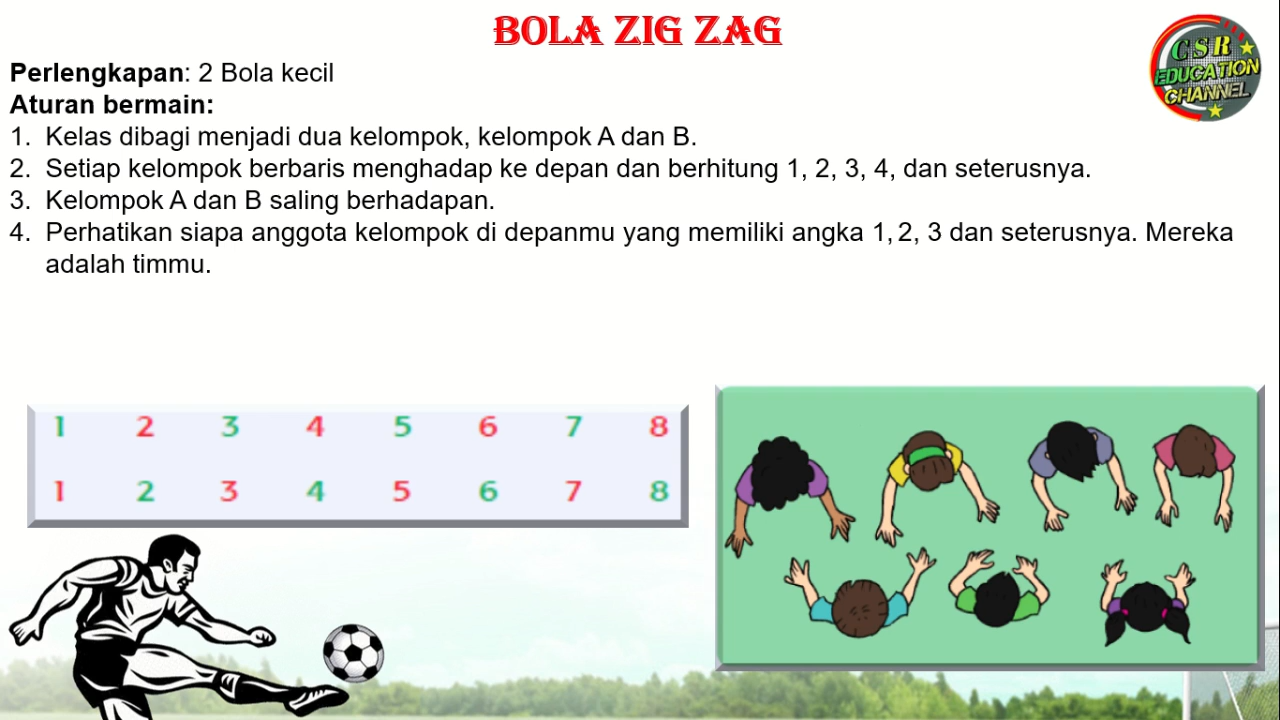 BOLA ZIG ZAG
CSR
EDUCATION
CHANNEL
Perlengkapan: 2 Bola kecil
Aturan bermain:
1. Kelas dibagi menjadi dua kelompok, kelompok A dan B.
2. Setiap kelompok berbaris menghadap ke depan dan berhitung 1, 2, 3, 4, dan seterusnya.
3. Kelompok A dan B saling berhadapan.
4. Perhatikan siapa anggota kelompok di depanmu yang memiliki angka 1, 2, 3 dan seterusnya. Mereka
adalah timmu.
1 2 3 4 5 6 7 8
1 2 3 4 5 6 7 8